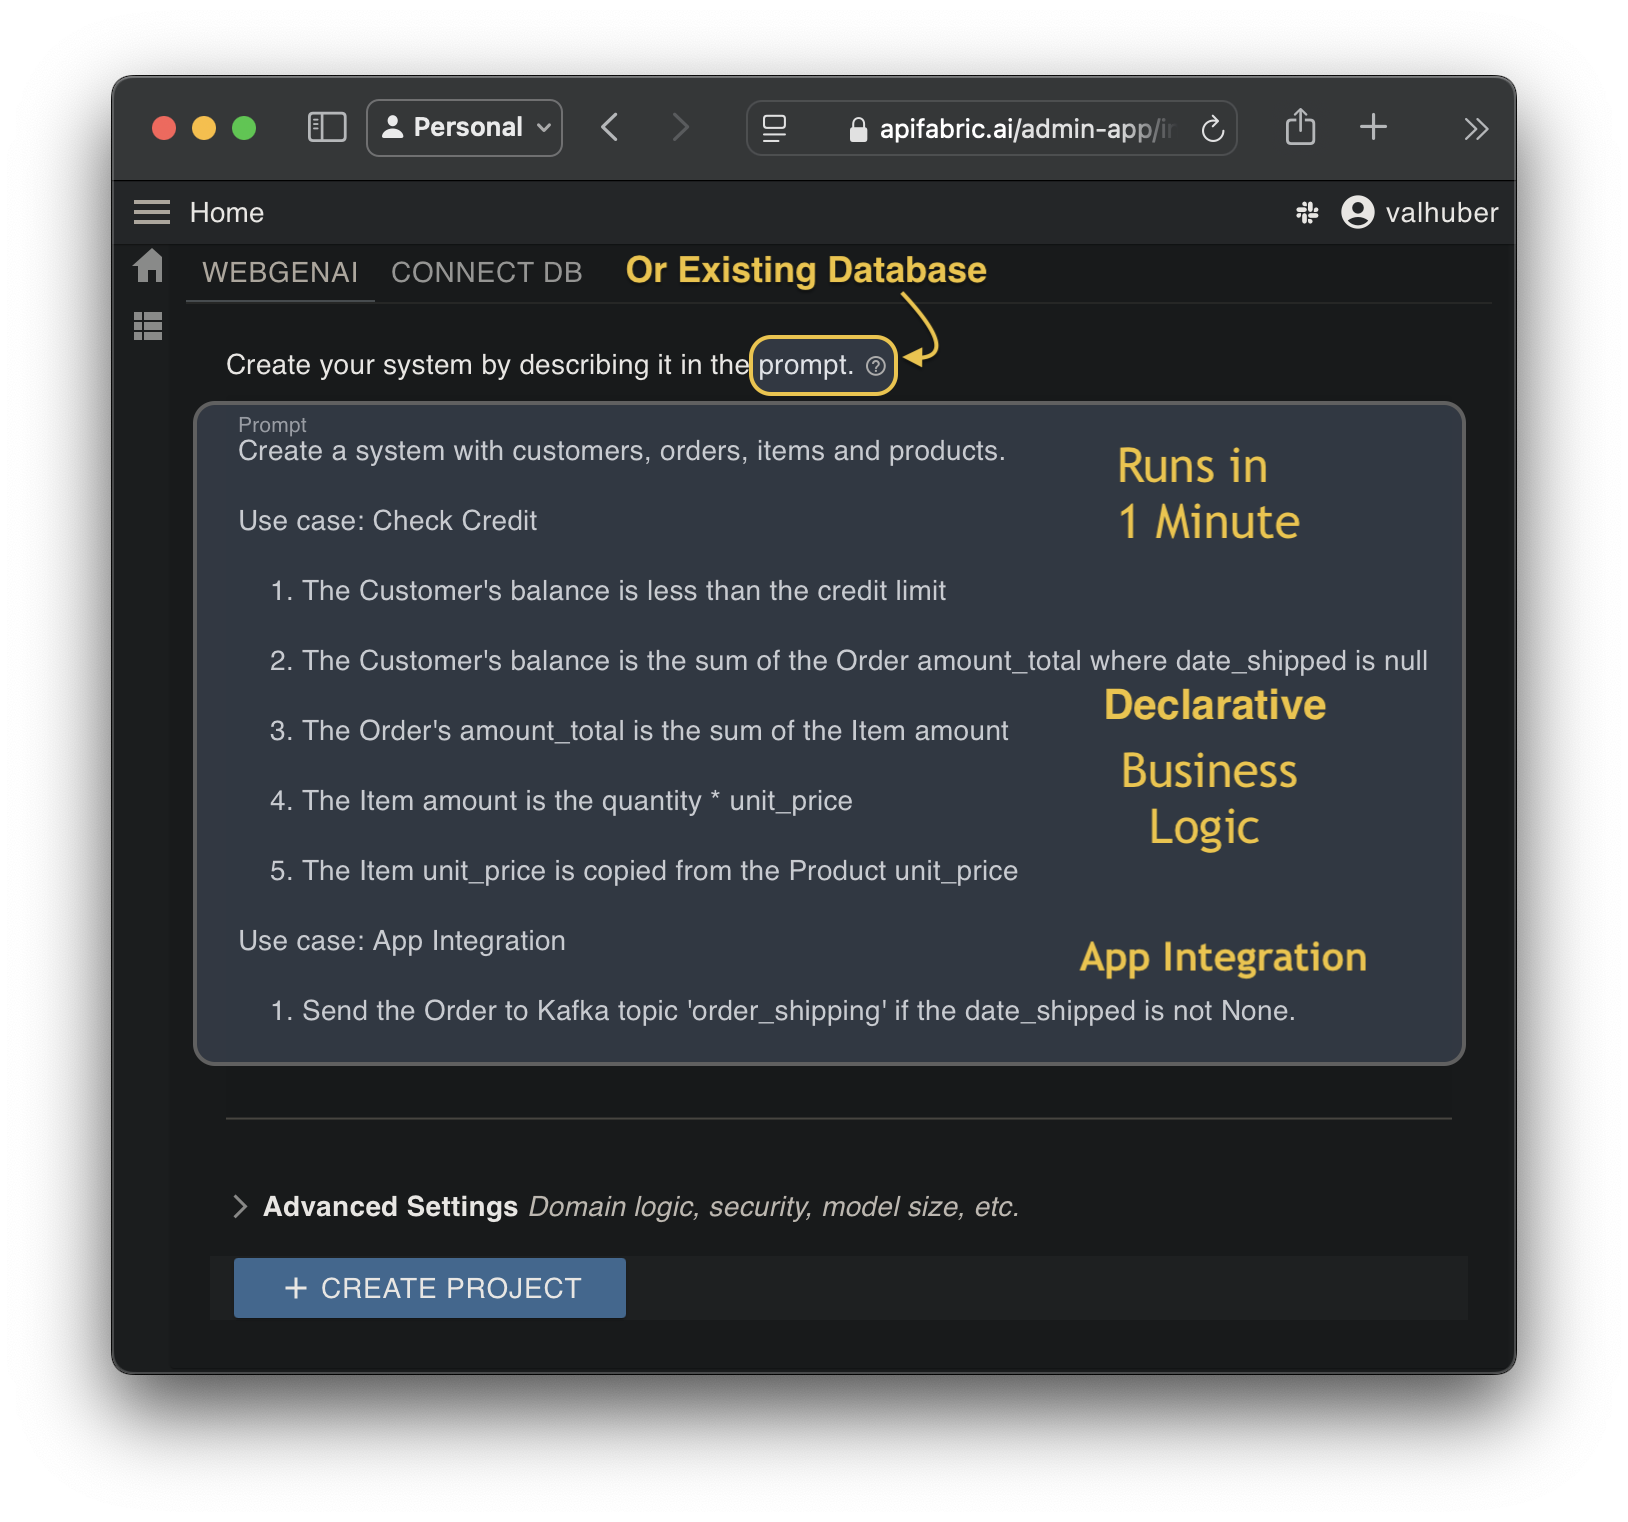 Personal
apifabric.ai/admin-app/
Home
valhuber
WEBGENAI CONNECT DB Or Existing Database
Create your system by describing it in the prompt.
Prompt
Create a system with customers, orders, items and products.
Runs in
1 Minute
Use case: Check Credit
1. The Customer's balance is less than the credit limit
2. The Customer's balance is the sum of the Order amount_total where date_shipped is null
Declarative
3. The Order's amount_total is the sum of the Item amount
Business
Logic
4. The Item amount is the quantity * unit_price
5. The Item unit_price is copied from the Product unit_price
Use case: App Integration
App Integration
1. Send the Order to Kafka topic 'order_shipping' if the date_shipped is not None.
Advanced Settings Domain logic, security, model size, etc.
+ CREATE PROJECT